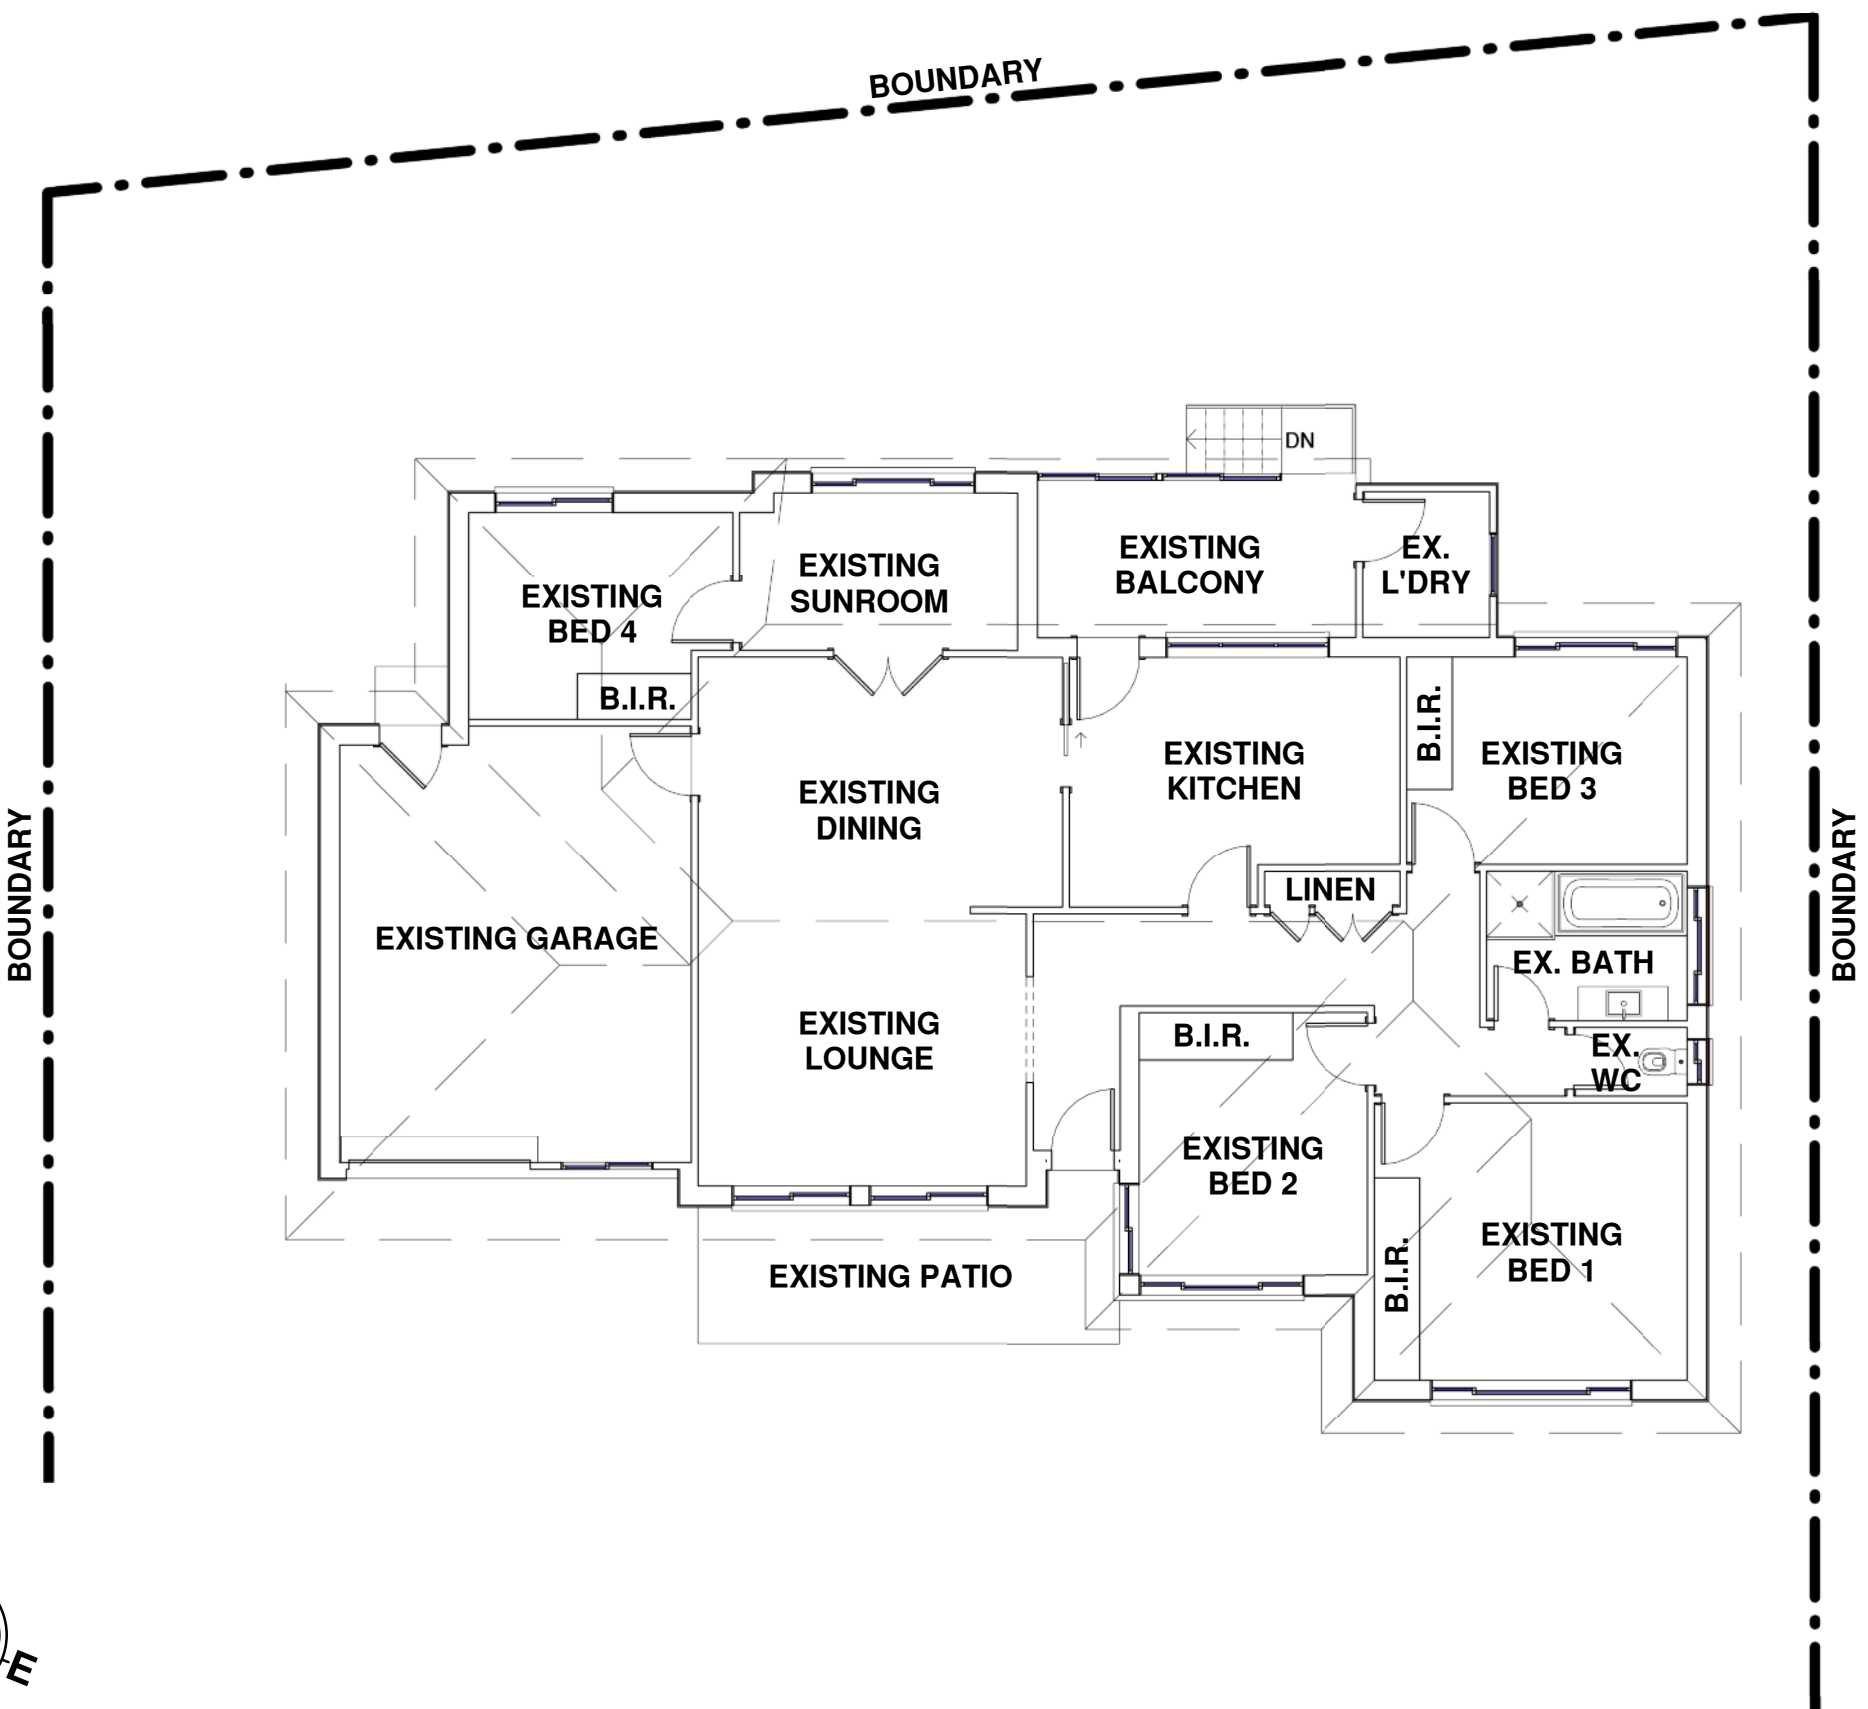 BOUNDARY
DN
EXISTING
BALCONY
EX.
L'DRY
EXISTING
SUNROOM
EXISTING
BED 4
B.I.R.
B.I.R.
EXISTING
KITCHEN
EXISTING
BED 3
EXISTING
DINING
BOUNDARY
BOUNDARY
LINEN
EXISTING GARAGE
EX. BATH
EXISTING
LOUNGE
B.I.R.
EX.
WC
EXISTING
BED 2
EXISTING
BED 1
B.I.R.
EXISTING PATIO
E